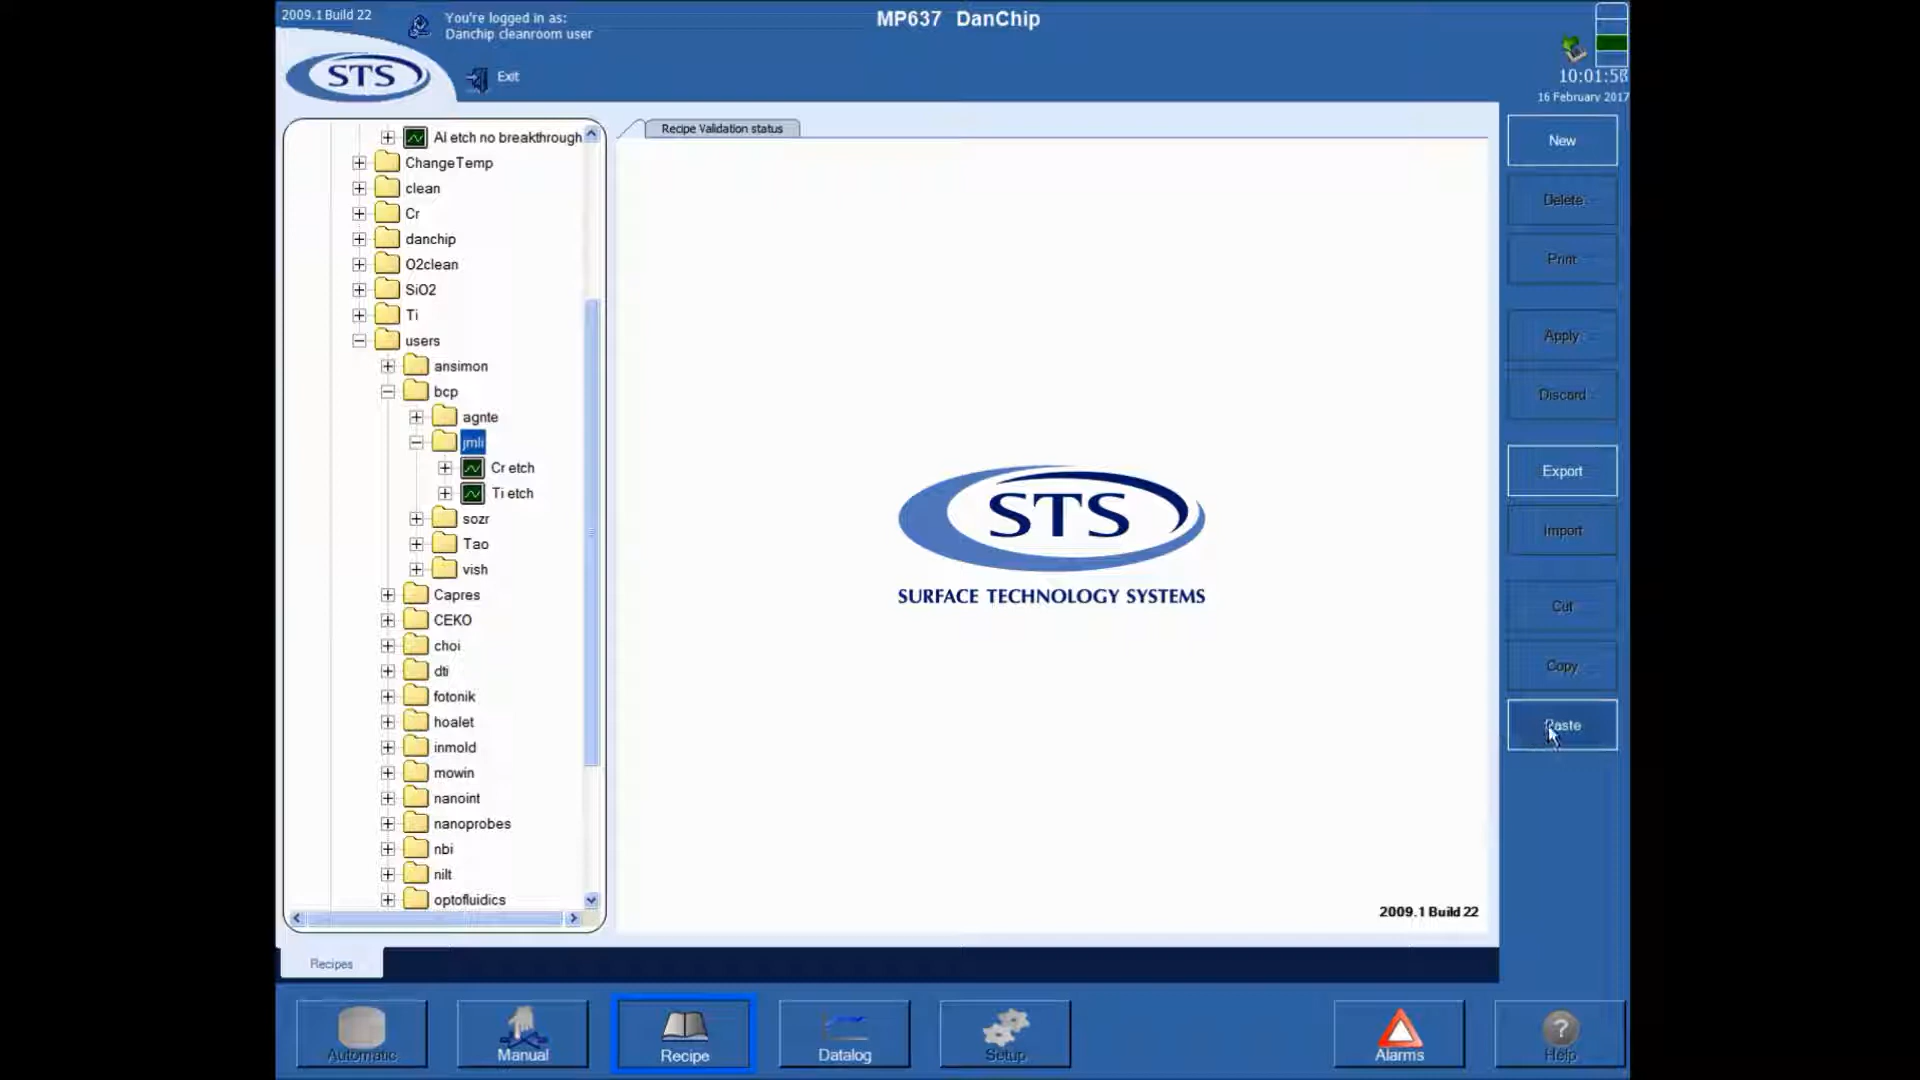 2009.1 Build 22
You're logged in as:
Danchip cleanroom user
MP637 DanChip
STS
Exit
10:01:58
16 February 2017
Al etch no breakthrough
ChangeTemp
clean
Cr
danchip
O2clean
SiO2
Ti
users
ansimon
bcp
agnte
jmli
Cr etch
Ti etch
sozr
Tao
vish
Capres
CEKO
choi
dti
fotonik
hoalet
inmold
mowin
nanoint
nanoprobes
nbi
nilt
optofluidics
Recipe Validation status
STS
SURFACE TECHNOLOGY SYSTEMS
2009.1 Build 22
New
Delete
Print
Apply
Discard
Export
Import
Cut
Copy
Paste
Recipes
Automatic
Manual
Recipe
Datalog
Setup
Alarms
Help